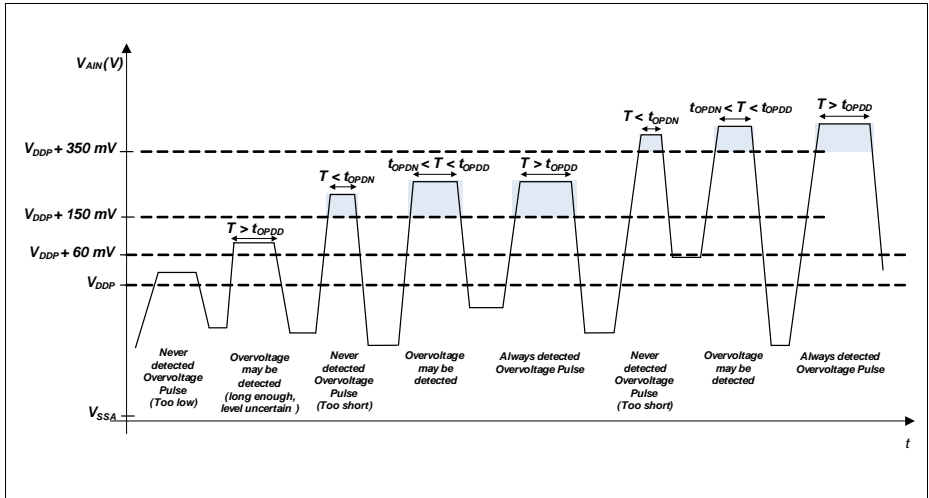 V_AIN (V)
T < t_OPDN
t_OPDN < T < t_OPDD
T > t_OPDD
V_DDP + 350 mV
T < t_OPDN
t_OPDN < T < t_OPDD
T > t_OPDD
V_DDP + 150 mV
T > t_OPDD
V_DDP + 60 mV
V_DDP
Never
detected
Overvoltage
Pulse
(Too low)
Overvoltage
may be
detected
(long enough,
level uncertain )
Never
detected
Overvoltage
Pulse
(Too short)
Overvoltage
may be
detected
Always detected
Overvoltage Pulse
Never
detected
Overvoltage
Pulse
(Too short)
Overvoltage
may be
detected
Always detected
Overvoltage Pulse
V_SSA
t